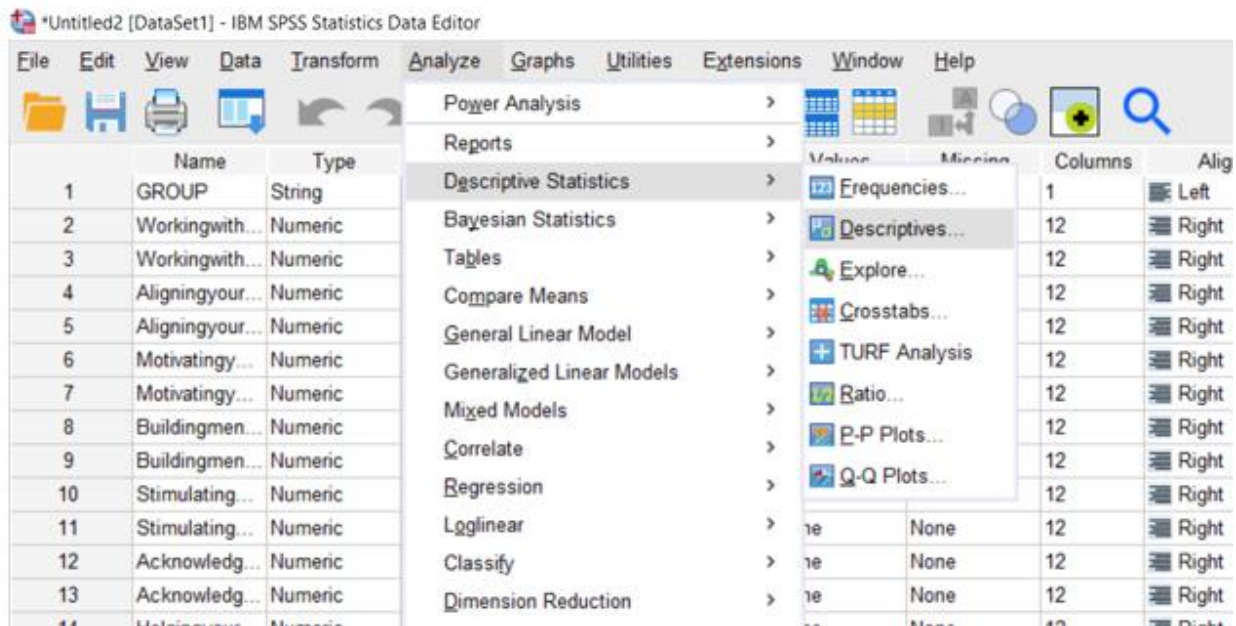 *Untitled2 [DataSet1] - IBM SPSS Statistics Data Editor
File Edit View Data Transform Analyze Graphs Utilities Extensions Window Help
Name Type Columns
1 GROUP String 1 Left
2 Workingwith... Numeric 12 Right
3 Workingwith... Numeric 12 Right
4 Aligningyour... Numeric 12 Right
5 Aligningyour... Numeric 12 Right
6 Motivatingy... Numeric 12 Right
7 Motivatingy... Numeric 12 Right
8 Buildingmen... Numeric 12 Right
9 Buildingmen... Numeric 12 Right
10 Stimulating... Numeric 12 Right
11 Stimulating... Numeric None 12 Right
12 Acknowledg... Numeric None 12 Right
13 Acknowledg... Numeric None 12 Right
Power Analysis
Reports
Descriptive Statistics
Bayesian Statistics
Tables
Compare Means
General Linear Model
Generalized Linear Models
Mixed Models
Correlate
Regression
Loglinear
Classify
Dimension Reduction
Frequencies...
Descriptives...
Explore...
Crosstabs...
TURF Analysis
Ratio...
P-P Plots...
Q-Q Plots...